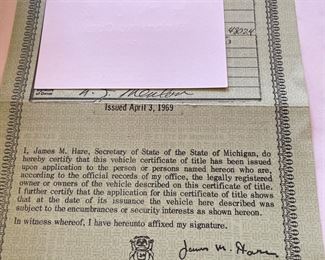 48024
Issued April 3, 1969
I, James M. Hare, Secretary of State of the State of Michigan, do
hereby certify that this vehicle certificate of title has been issued
upon application to the person or persons named hereon who are,
according to the official records of my office, the legally registered
owner or owners of the vehicle described on this certificate of title.
I further certify that the application for this certificate of title shows
that at the date of its issuance the vehicle here described was
subject to the encumbrances or security interests as shown hereon.
In witness whereof, I have hereunto affixed my signature.
James M. Hare